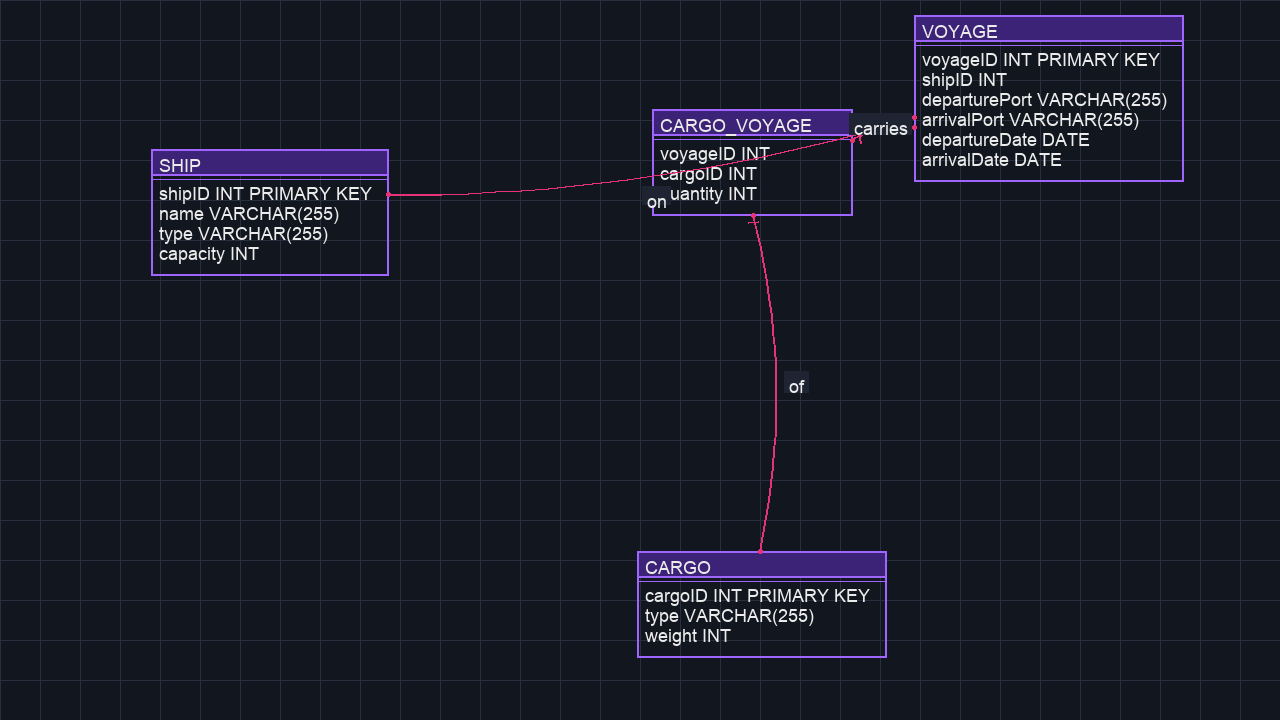 VOYAGE
voyageID INT PRIMARY KEY
shipID INT
departurePort VARCHAR(255)
arrivalPort VARCHAR(255)
departureDate DATE
arrivalDate DATE
CARGO_VOYAGE
voyageID INT
cargoID INT
uantity INT
carries
on
SHIP
shipID INT PRIMARY KEY
name VARCHAR(255)
type VARCHAR(255)
capacity INT
of
CARGO
cargoID INT PRIMARY KEY
type VARCHAR(255)
weight INT